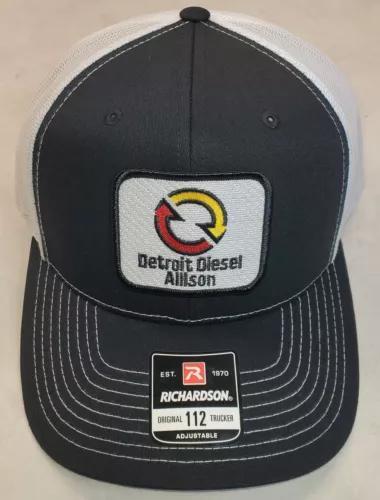 Detroit Diesel
Allison
EST. R 1970
RICHARDSON®
ORIGINAL 112 TRUCKER
ADJUSTABLE